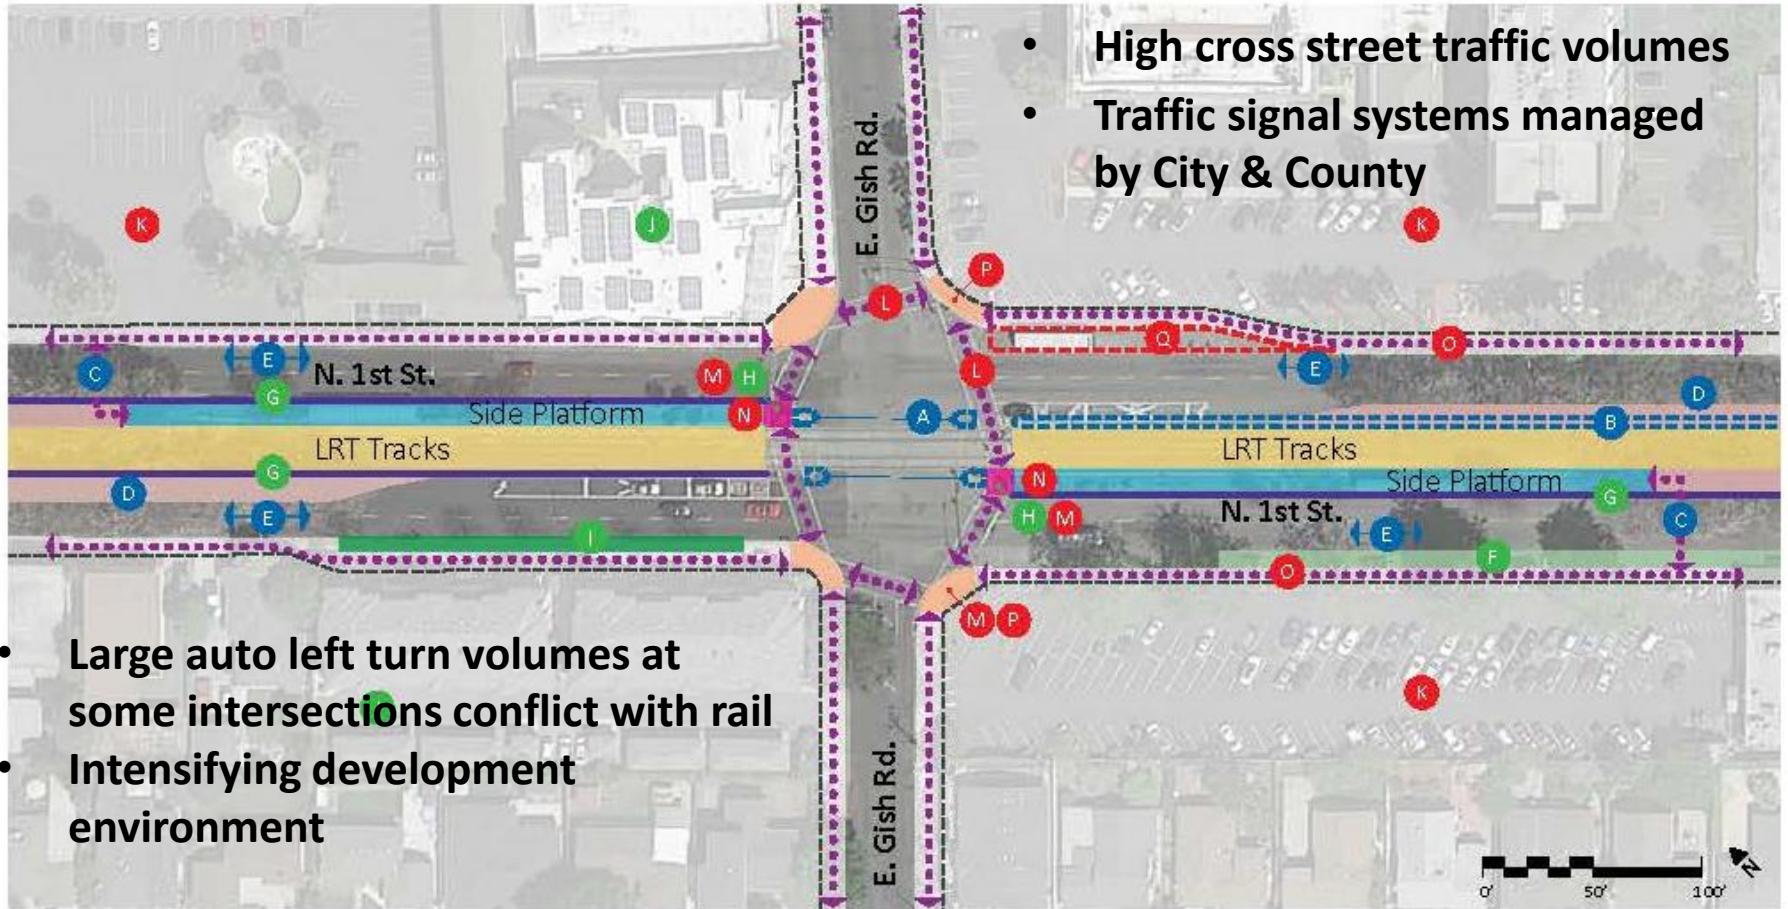 • High cross street traffic volumes
• Traffic signal systems managed
by City & County
E. Gish Rd.
K
J
K
P
L
Q
O
E
C
N. 1st St.
M
H
L
E
G
D
Side Platform
N
A
B
LRT Tracks
LRT Tracks
G
N
Side Platform
D
G
E
H
M
N. 1st St.
C
E
I
F
O
M
P
• Large auto left turn volumes at
some intersections conflict with rail
• Intensifying development
environment
K
E. Gish Rd.
0'
50'
100'
N